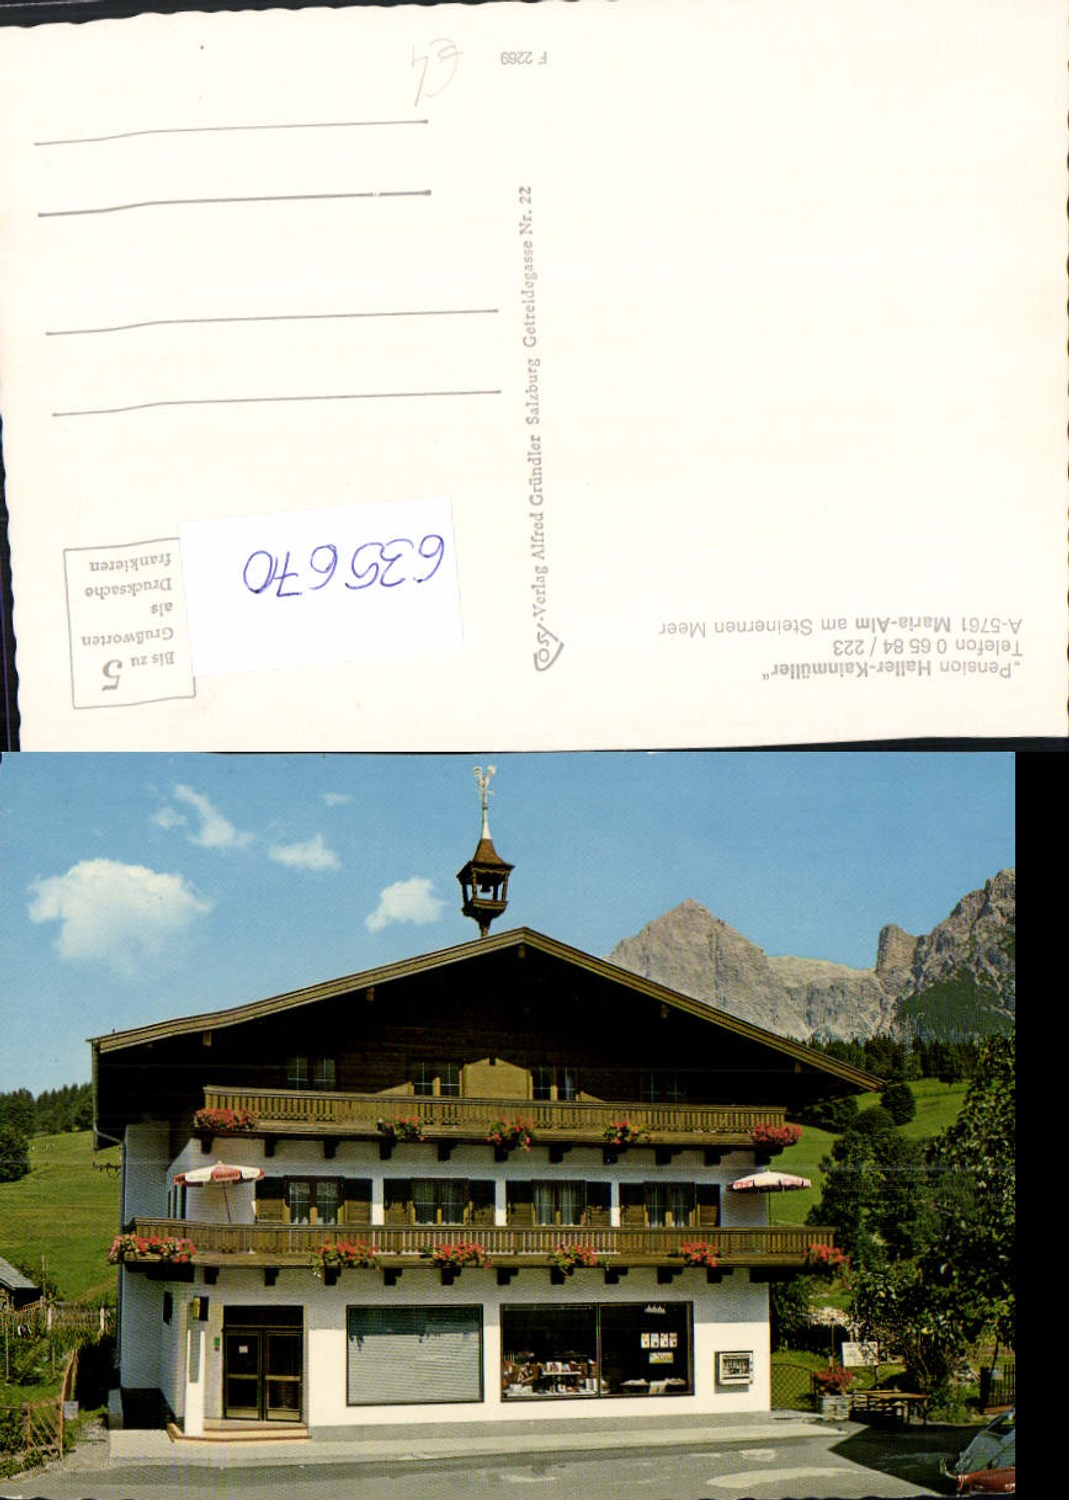 „Pension Haller-Kainmüller“
Telefon 0 65 84 / 223
A-5761 Maria-Alm am Steinernen Meer
F 2269
-Verlag Alfred Gründler Salzburg Getreidegasse Nr. 22
Bis zu 5
Grußworten
als
Drucksache
frankieren
635670